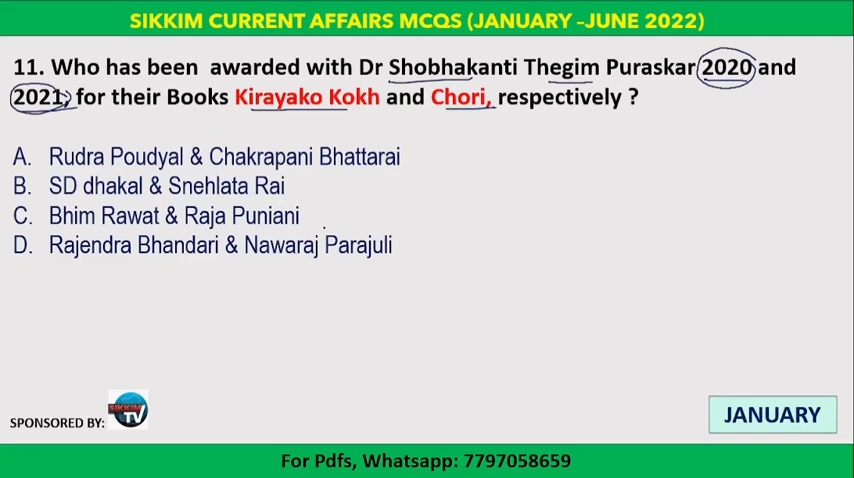 SIKKIM CURRENT AFFAIRS MCQS (JANUARY –JUNE 2022)
11. Who has been awarded with Dr Shobhakanti Thegim Puraskar 2020 and
2021, for their Books Kirayako Kokh and Chori, respectively ?
A. Rudra Poudyal & Chakrapani Bhattarai
B. SD dhakal & Snehlata Rai
C. Bhim Rawat & Raja Puniani
D. Rajendra Bhandari & Nawaraj Parajuli
SPONSORED BY:
SIKKIM
TV
JANUARY
For Pdfs, Whatsapp: 7797058659